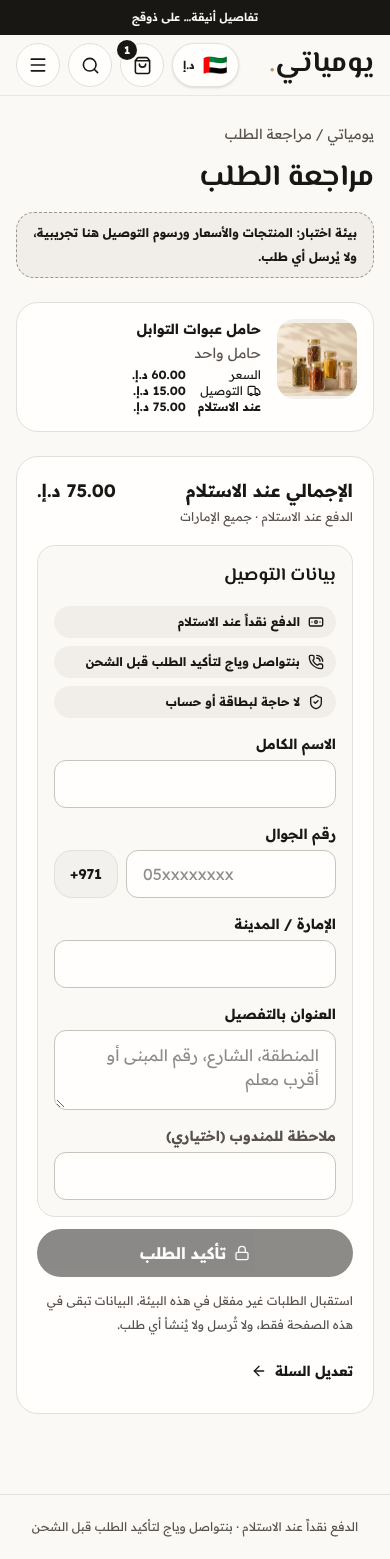 تفاصيل أنيقة… على ذوقج
يومياتي.
د.إ
1
يومياتي / مراجعة الطلب
مراجعة الطلب
بيئة اختبار: المنتجات والأسعار ورسوم التوصيل هنا تجريبية،
ولا يُرسل أي طلب.
حامل عبوات التوابل
حامل واحد
السعر 60.00 د.إ.
التوصيل 15.00 د.إ.
عند الاستلام 75.00 د.إ.
الإجمالي عند الاستلام 75.00 د.إ.
الدفع عند الاستلام · جميع الإمارات
بيانات التوصيل
الدفع نقداً عند الاستلام
بنتواصل وياج لتأكيد الطلب قبل الشحن
لا حاجة لبطاقة أو حساب
الاسم الكامل
رقم الجوال
05xxxxxxxx
+971
الإمارة / المدينة
العنوان بالتفصيل
المنطقة، الشارع، رقم المبنى أو
أقرب معلم
ملاحظة للمندوب (اختياري)
تأكيد الطلب
استقبال الطلبات غير مفعّل في هذه البيئة. البيانات تبقى في
هذه الصفحة فقط، ولا تُرسل ولا يُنشأ أي طلب.
تعديل السلة ←
الدفع نقداً عند الاستلام · بنتواصل وياج لتأكيد الطلب قبل الشحن